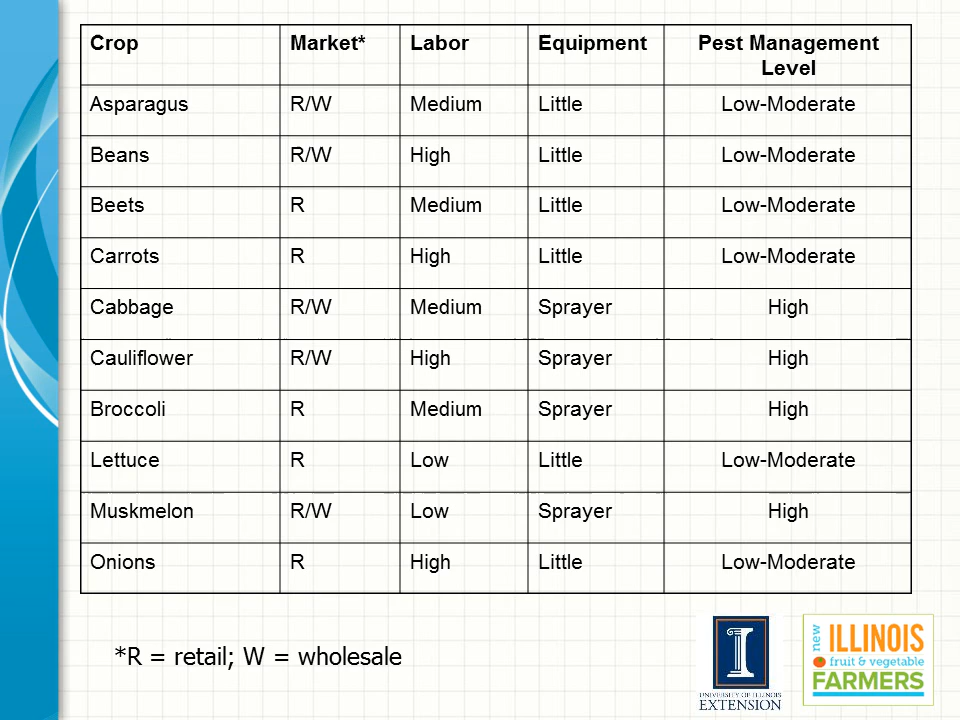 Crop Market* Labor Equipment Pest Management
Level
Asparagus R/W Medium Little Low-Moderate
Beans R/W High Little Low-Moderate
Beets R Medium Little Low-Moderate
Carrots R High Little Low-Moderate
Cabbage R/W Medium Sprayer High
Cauliflower R/W High Sprayer High
Broccoli R Medium Sprayer High
Lettuce R Low Little Low-Moderate
Muskmelon R/W Low Sprayer High
Onions R High Little Low-Moderate
*R = retail; W = wholesale
UNIVERSITY OF ILLINOIS
EXTENSION
new ILLINOIS
fruit & vegetable
FARMERS